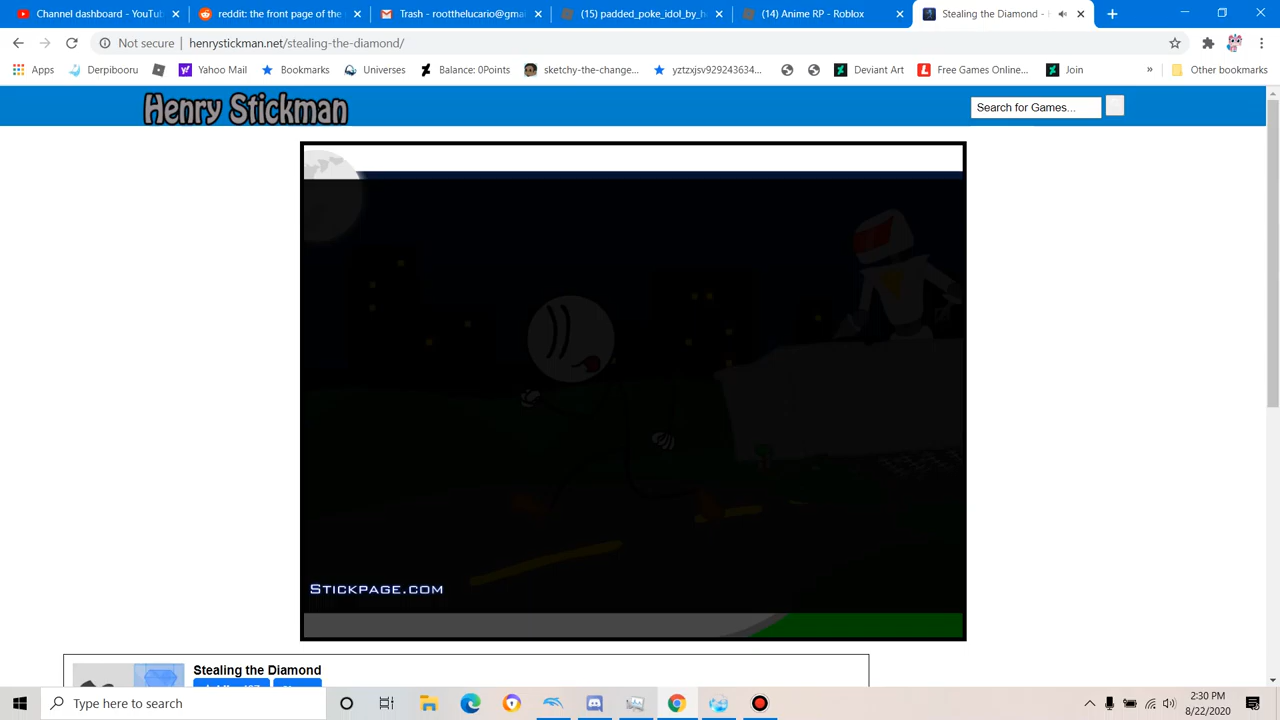 Channel dashboard - YouTub
reddit: the front page of the
Trash - rootthelucario@gma
(15) padded_poke_idol_by_h
(14) Anime RP - Roblox
Stealing the Diamond -
Not secure henrystickman.net/stealing-the-diamond/
Apps Derpibooru Yahoo Mail Bookmarks Universes Balance: 0Points sketchy-the-change... yztzxjsv929243634... Deviant Art Free Games Online... Join » Other bookmarks
Henry Stickman
Search for Games...
Stickpage.com
Stealing the Diamond
Type here to search
2:30 PM
8/22/2020